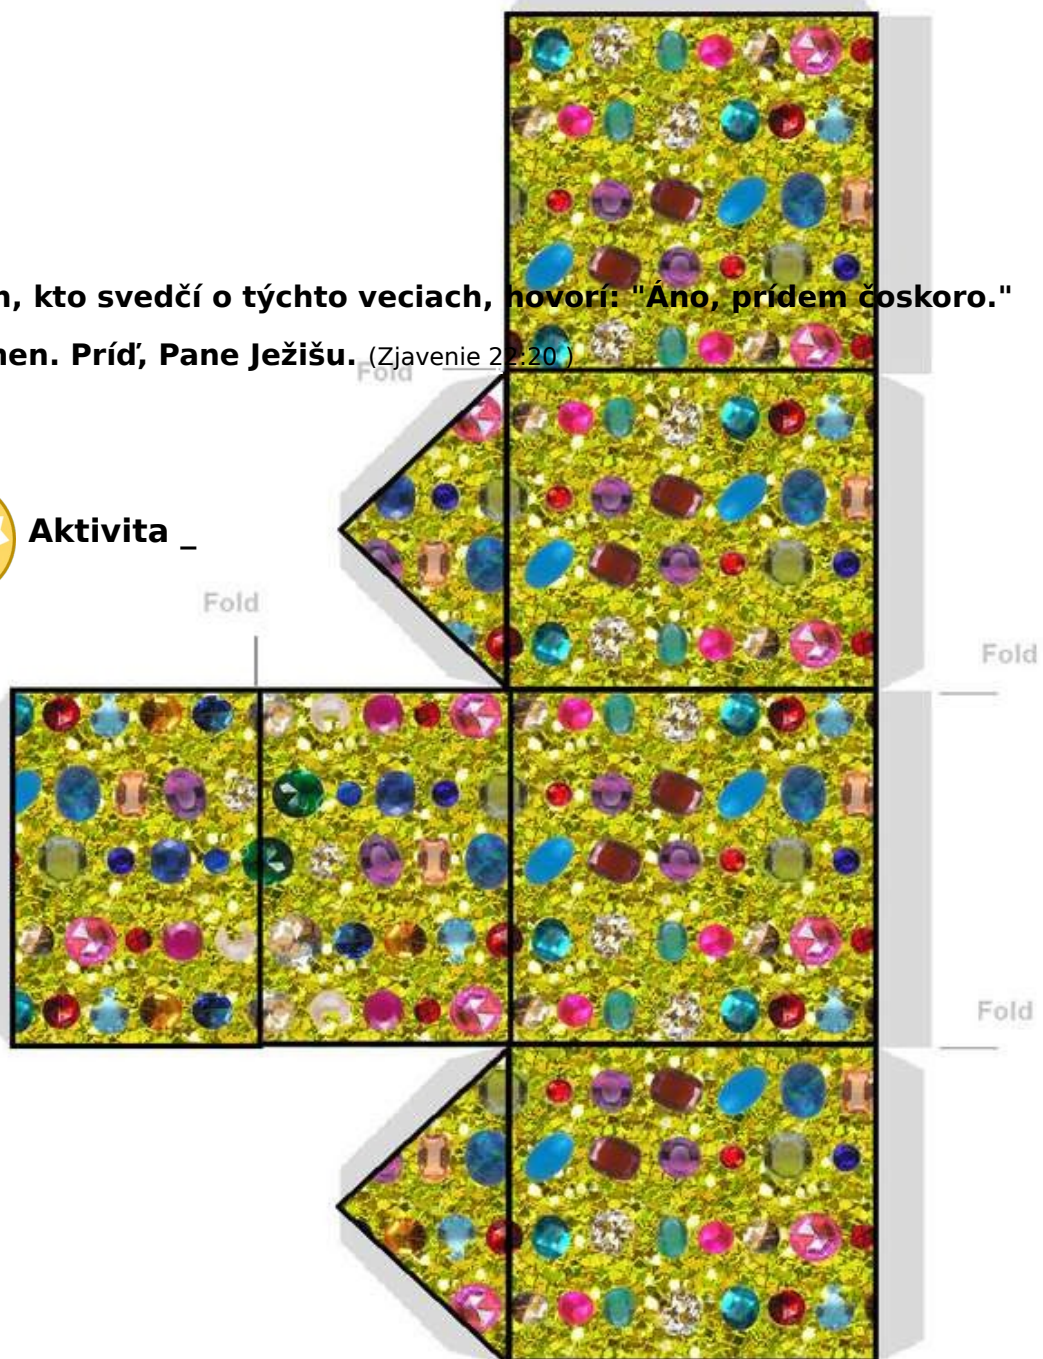 kto svedčí o týchto veciach, hovorí: "Áno, prídem čoskoro."
Príď, Pane Ježišu. (Zjavenie 22:20 )
Fold
Aktivita _
Fold
Fold
Fold